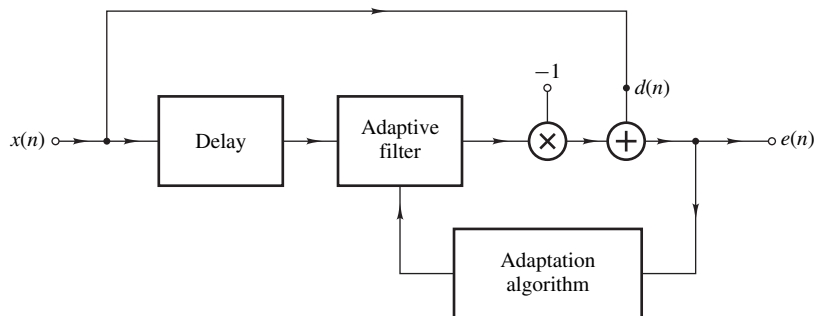 −1
d(n)
x(n)
Delay
Adaptive
filter
e(n)
Adaptation
algorithm